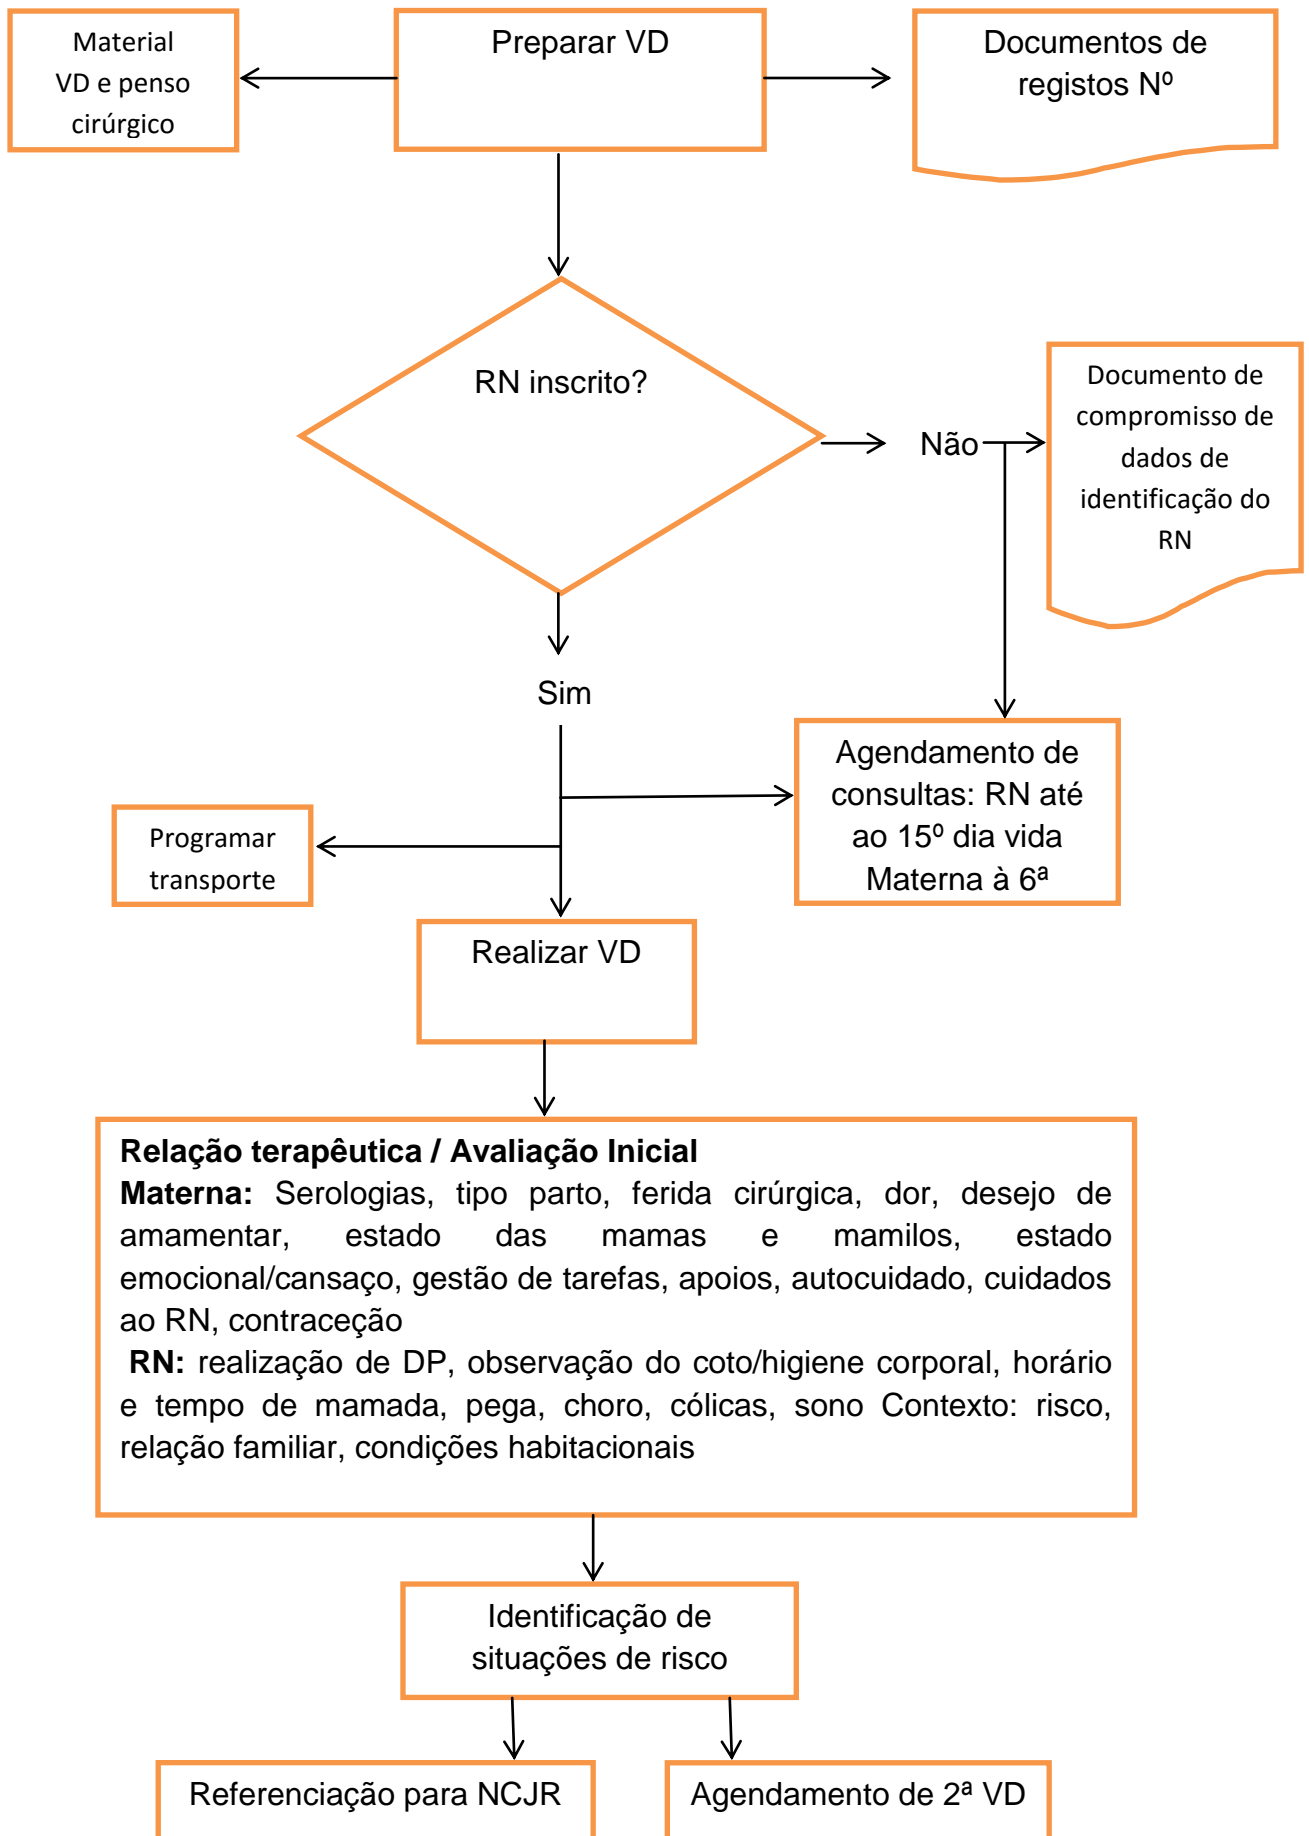 Material
VD e penso
cirúrgico
Preparar VD
Documentos de
registos Nº
RN inscrito?
Não
Documento de
compromisso de
dados de
identificação do
RN
Sim
Agendamento de
consultas: RN até
ao 15º dia vida
Materna à 6ª
Programar
transporte
Realizar VD
Relação terapêutica / Avaliação Inicial
Materna: Serologias, tipo parto, ferida cirúrgica, dor, desejo de
amamentar, estado das mamas e mamilos, estado
emocional/cansaço, gestão de tarefas, apoios, autocuidado, cuidados
ao RN, contraceção
RN: realização de DP, observação do coto/higiene corporal, horário
e tempo de mamada, pega, choro, cólicas, sono Contexto: risco,
relação familiar, condições habitacionais
Identificação de
situações de risco
Referenciação para NCJR
Agendamento de 2ª VD